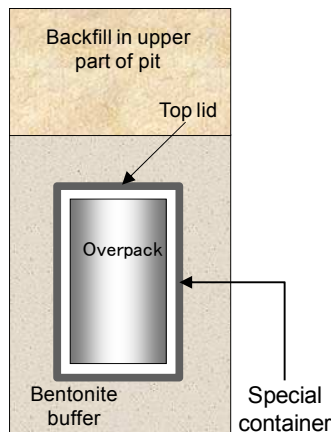 Backfill in upper
part of pit
Top lid
Overpack
Bentonite
buffer
Special
container